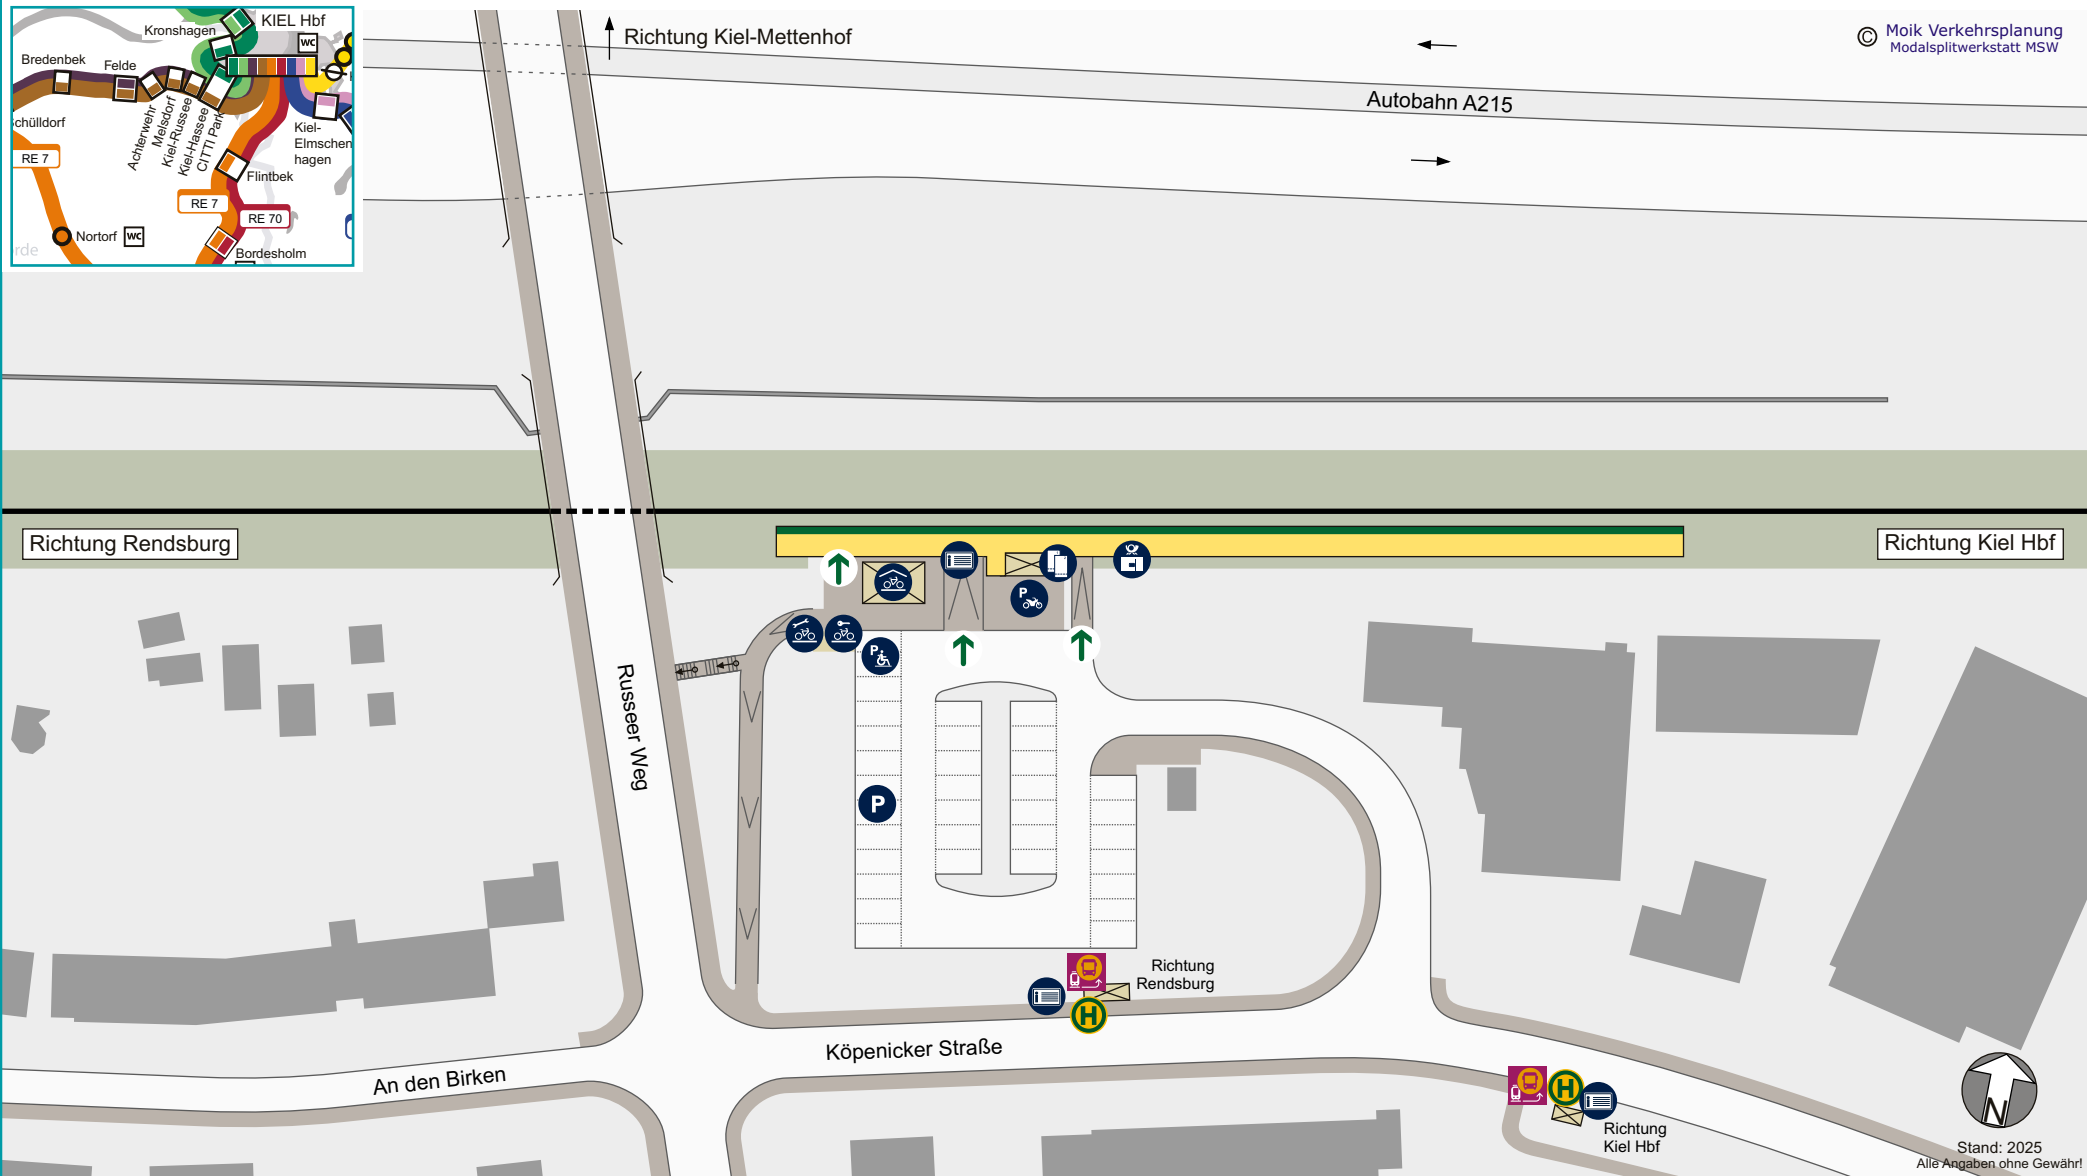 Kronshagen
KIEL Hbf
WC
Bredenbek
Felde
Achterwehr
Melsdorf
Kiel-Russee
Kiel-Hassee
CITTI Park
Kiel-
Elmschen
hagen
chülldorf
RE 7
Flintbek
RE 7
RE 70
Nortorf
WC
Bordesholm
rde
Richtung Kiel-Mettenhof
© Moik Verkehrsplanung
Modalsplitwerkstatt MSW
Autobahn A215
Richtung Rendsburg
Richtung Kiel Hbf
P
P
P
Russeer Weg
H
Richtung
Rendsburg
Köpenicker Straße
An den Birken
H
Richtung
Kiel Hbf
N
Stand: 2025
Alle Angaben ohne Gewähr!